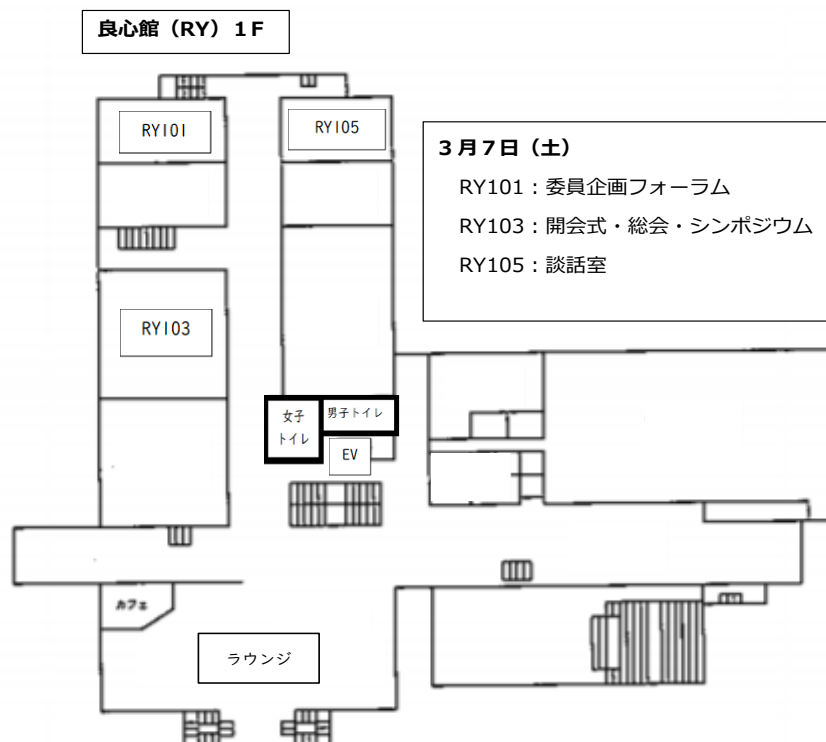 良心館（RY）1F
RY101
RY105
3月7日（土）
RY101：委員企画フォーラム
RY103：開会式・総会・シンポジウム
RY105：談話室
RY103
女子
トイレ
男子トイレ
EV
カフェ
ラウンジ